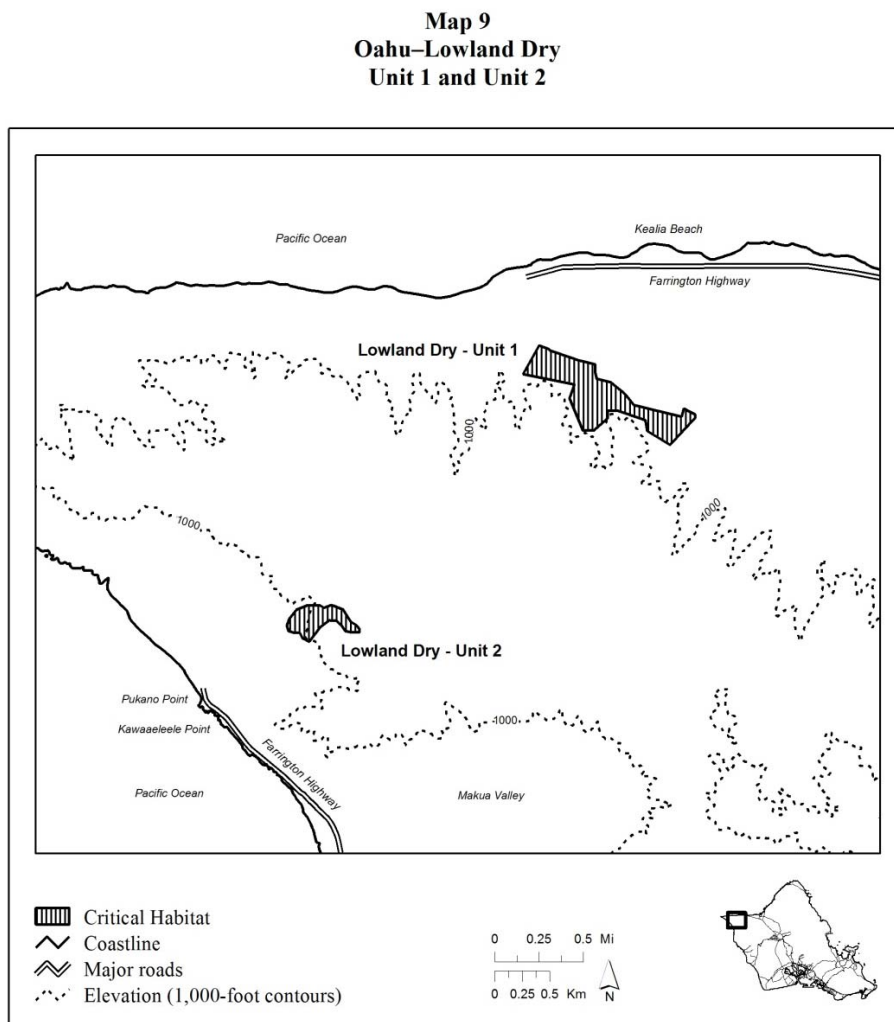 Map 9
Oahu–Lowland Dry
Unit 1 and Unit 2
Pacific Ocean
Kealia Beach
Farrington Highway
Lowland Dry - Unit 1
1000
1000
1000
Lowland Dry - Unit 2
Pukano Point
Kawaaeleele Point
1000
Farrington Highway
Pacific Ocean
Makua Valley
Critical Habitat
Coastline
Major roads
Elevation (1,000-foot contours)
0 0.25 0.5 Mi
0 0.25 0.5 Km
N